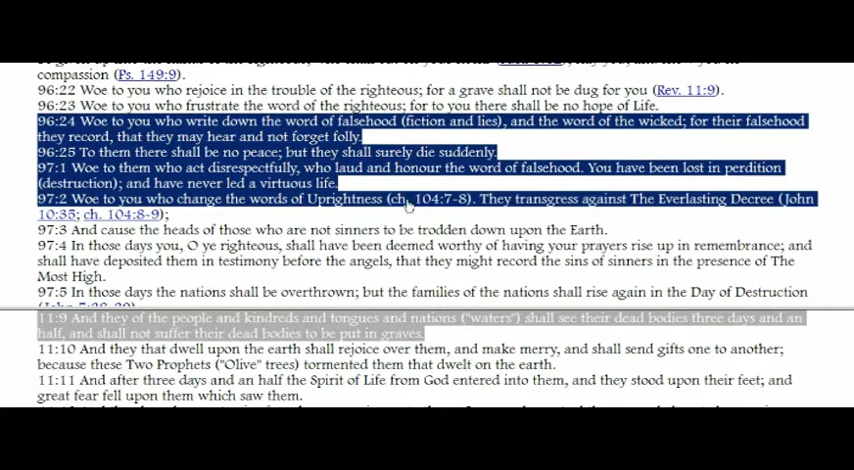 compassion (Ps. 149:9).
96:22 Woe to you who rejoice in the trouble of the righteous; for a grave shall not be dug for you (Rev. 11:9).
96:23 Woe to you who frustrate the word of the righteous; for to you there shall be no hope of Life.
96:24 Woe to you who write down the word of falsehood (fiction and lies), and the word of the wicked; for their falsehood
they record, that they may hear and not forget folly.
96:25 To them there shall be no peace; but they shall surely die suddenly.
97:1 Woe to them who act disrespectfully, who laud and honour the word of falsehood. You have been lost in perdition
(destruction); and have never led a virtuous life.
97:2 Woe to you who change the words of Uprightness (ch. 104:7-8). They transgress against The Everlasting Decree (John
10:35; ch. 104:8-9);
97:3 And cause the heads of those who are not sinners to be trodden down upon the Earth.
97:4 In those days you, O ye righteous, shall have been deemed worthy of having your prayers rise up in remembrance; and
shall have deposited them in testimony before the angels, that they might record the sins of sinners in the presence of The
Most High.
97:5 In those days the nations shall be overthrown; but the families of the nations shall rise again in the Day of Destruction
11:9 And they of the people and kindreds and tongues and nations ("waters") shall see their dead bodies three days and an
half, and shall not suffer their dead bodies to be put in graves.
11:10 And they that dwell upon the earth shall rejoice over them, and make merry, and shall send gifts one to another;
because these Two Prophets ("Olive" trees) tormented them that dwelt on the earth.
11:11 And after three days and an half the Spirit of Life from God entered into them, and they stood upon their feet; and
great fear fell upon them which saw them.